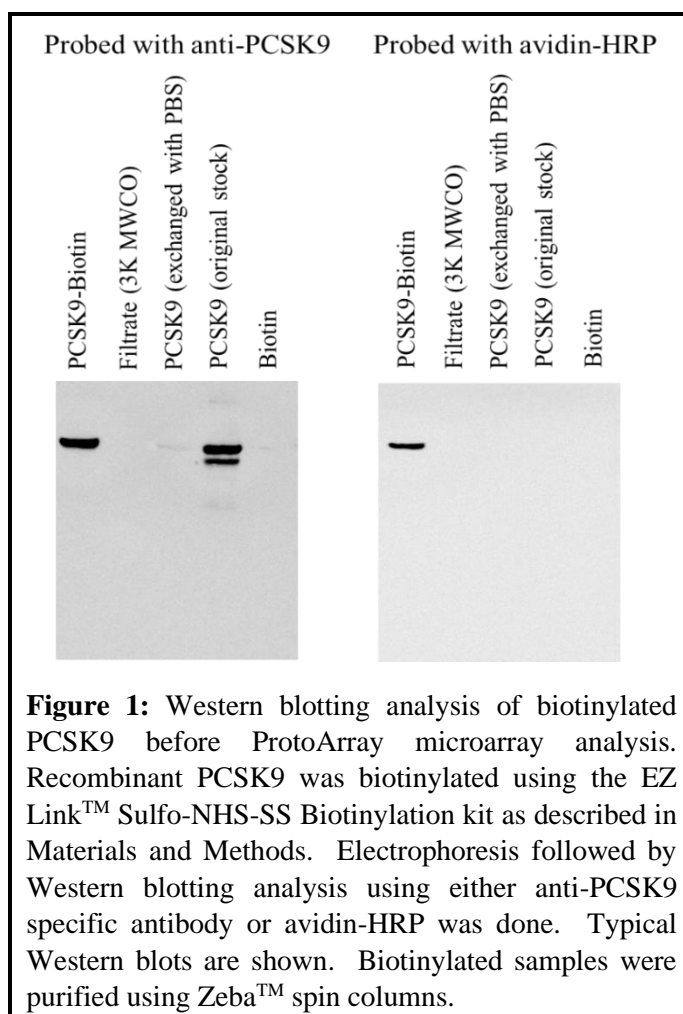 Probed with anti-PCSK9
PCSK9-Biotin
Filtrate (3K MWCO)
PCSK9 (exchanged with PBS)
PCSK9 (original stock)
Biotin
Probed with avidin-HRP
PCSK9-Biotin
Filtrate (3K MWCO)
PCSK9 (exchanged with PBS)
PCSK9 (original stock)
Biotin
Figure 1: Western blotting analysis of biotinylated
PCSK9 before ProtoArray microarray analysis.
Recombinant PCSK9 was biotinylated using the EZ
Link™ Sulfo-NHS-SS Biotinylation kit as described in
Materials and Methods. Electrophoresis followed by
Western blotting analysis using either anti-PCSK9
specific antibody or avidin-HRP was done. Typical
Western blots are shown. Biotinylated samples were
purified using Zeba™ spin columns.